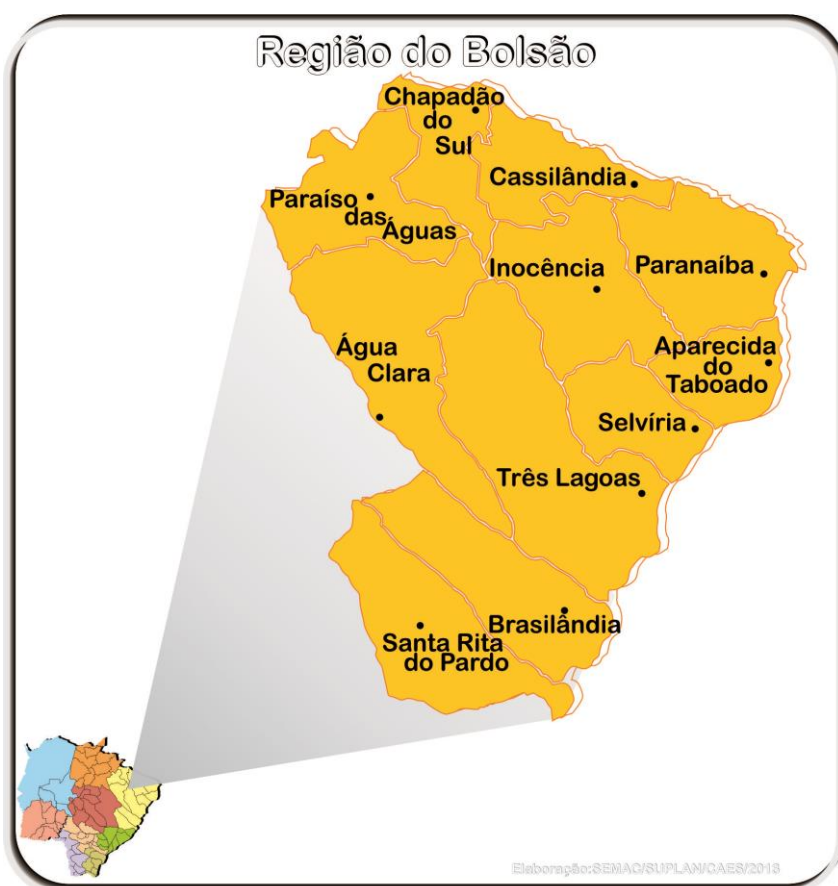 Região do Bolsão
Chapadão
do
Sul
Cassilândia
Paraíso
das
Águas
Inocência
Paranaíba
Água
Clara
Aparecida
do
Taboado
Selvíria
Três Lagoas
Brasilândia
Santa Rita
do Pardo
Elaboração:SEMAC/SUPLAN/CAES/2013